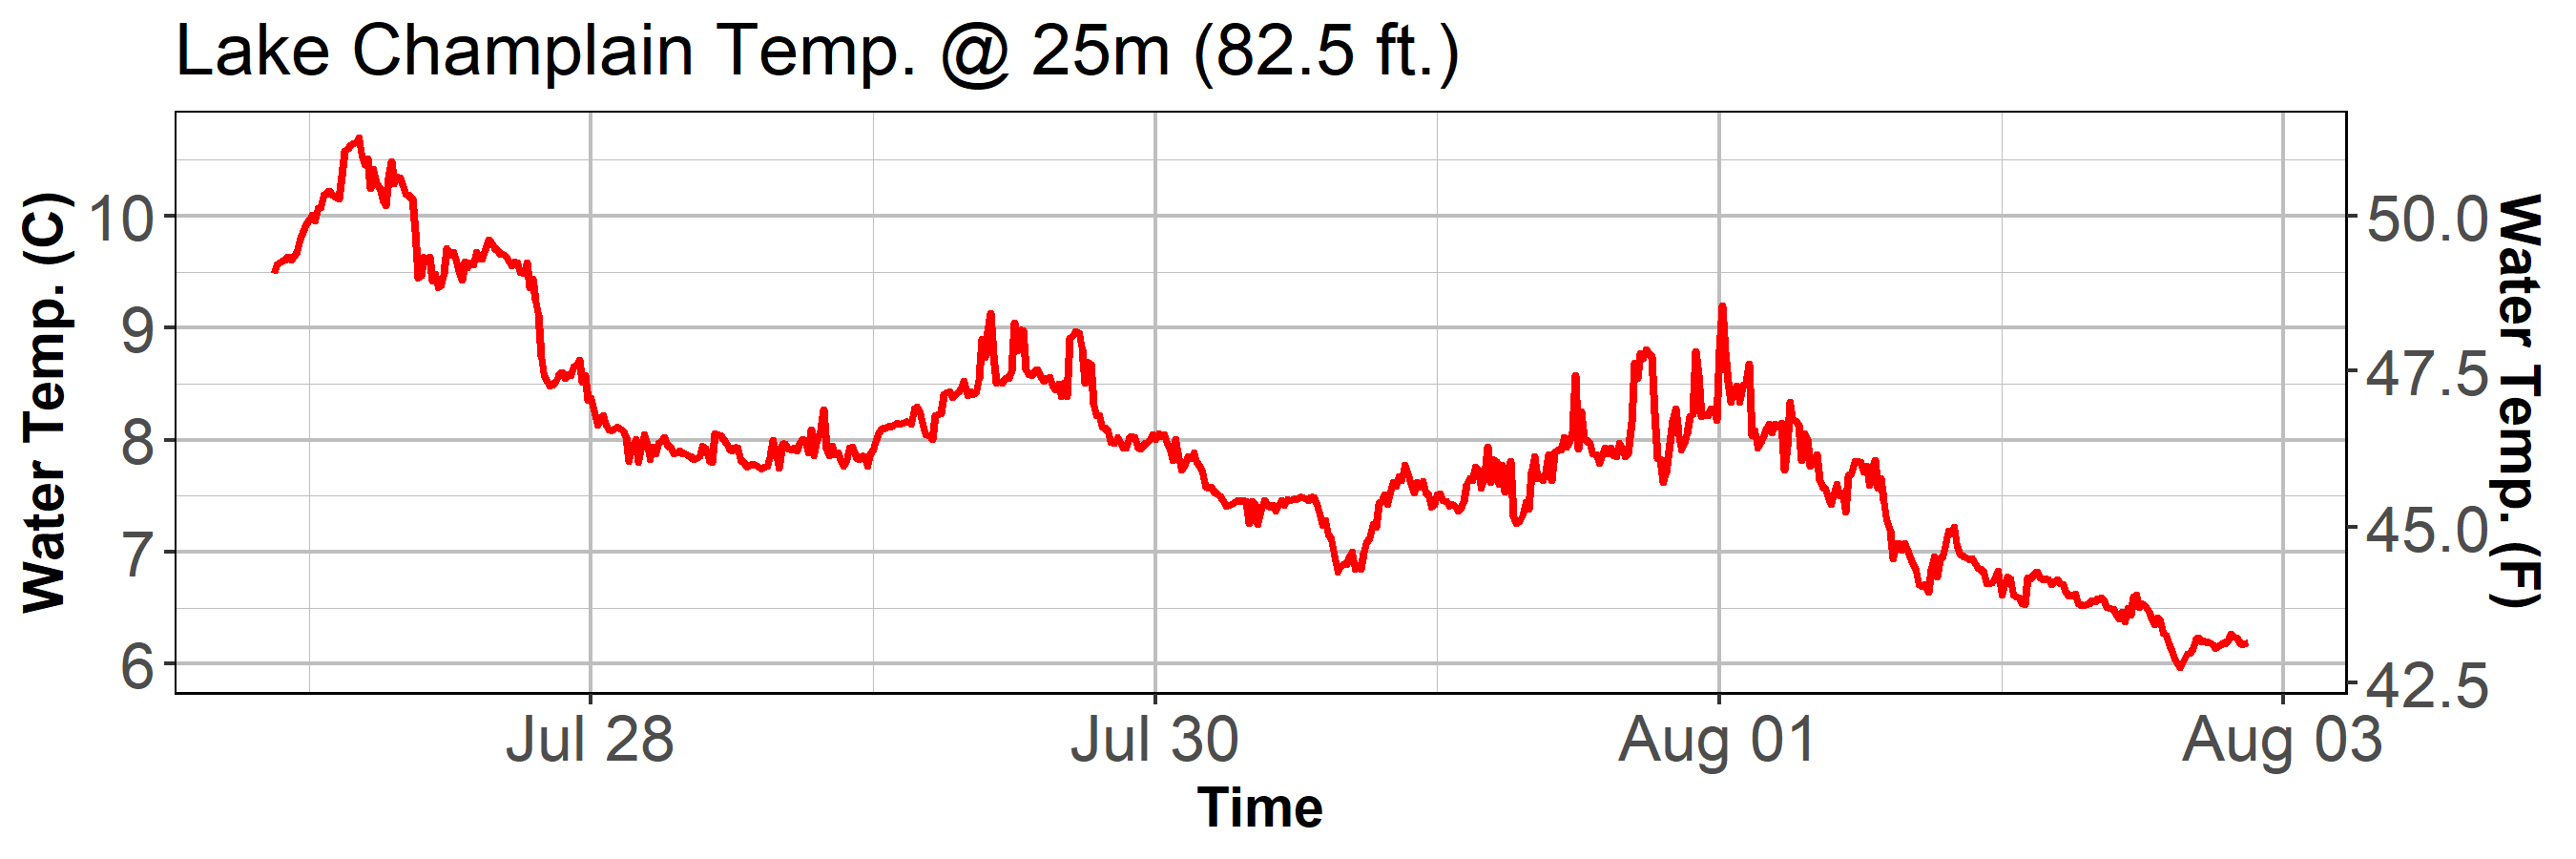 Lake Champlain Temp. @ 25m (82.5 ft.)
Water Temp. (C)
10
9
8
7
6
50.0
47.5
45.0
42.5
Water Temp. (F)
Jul 28
Jul 30
Aug 01
Aug 03
Time